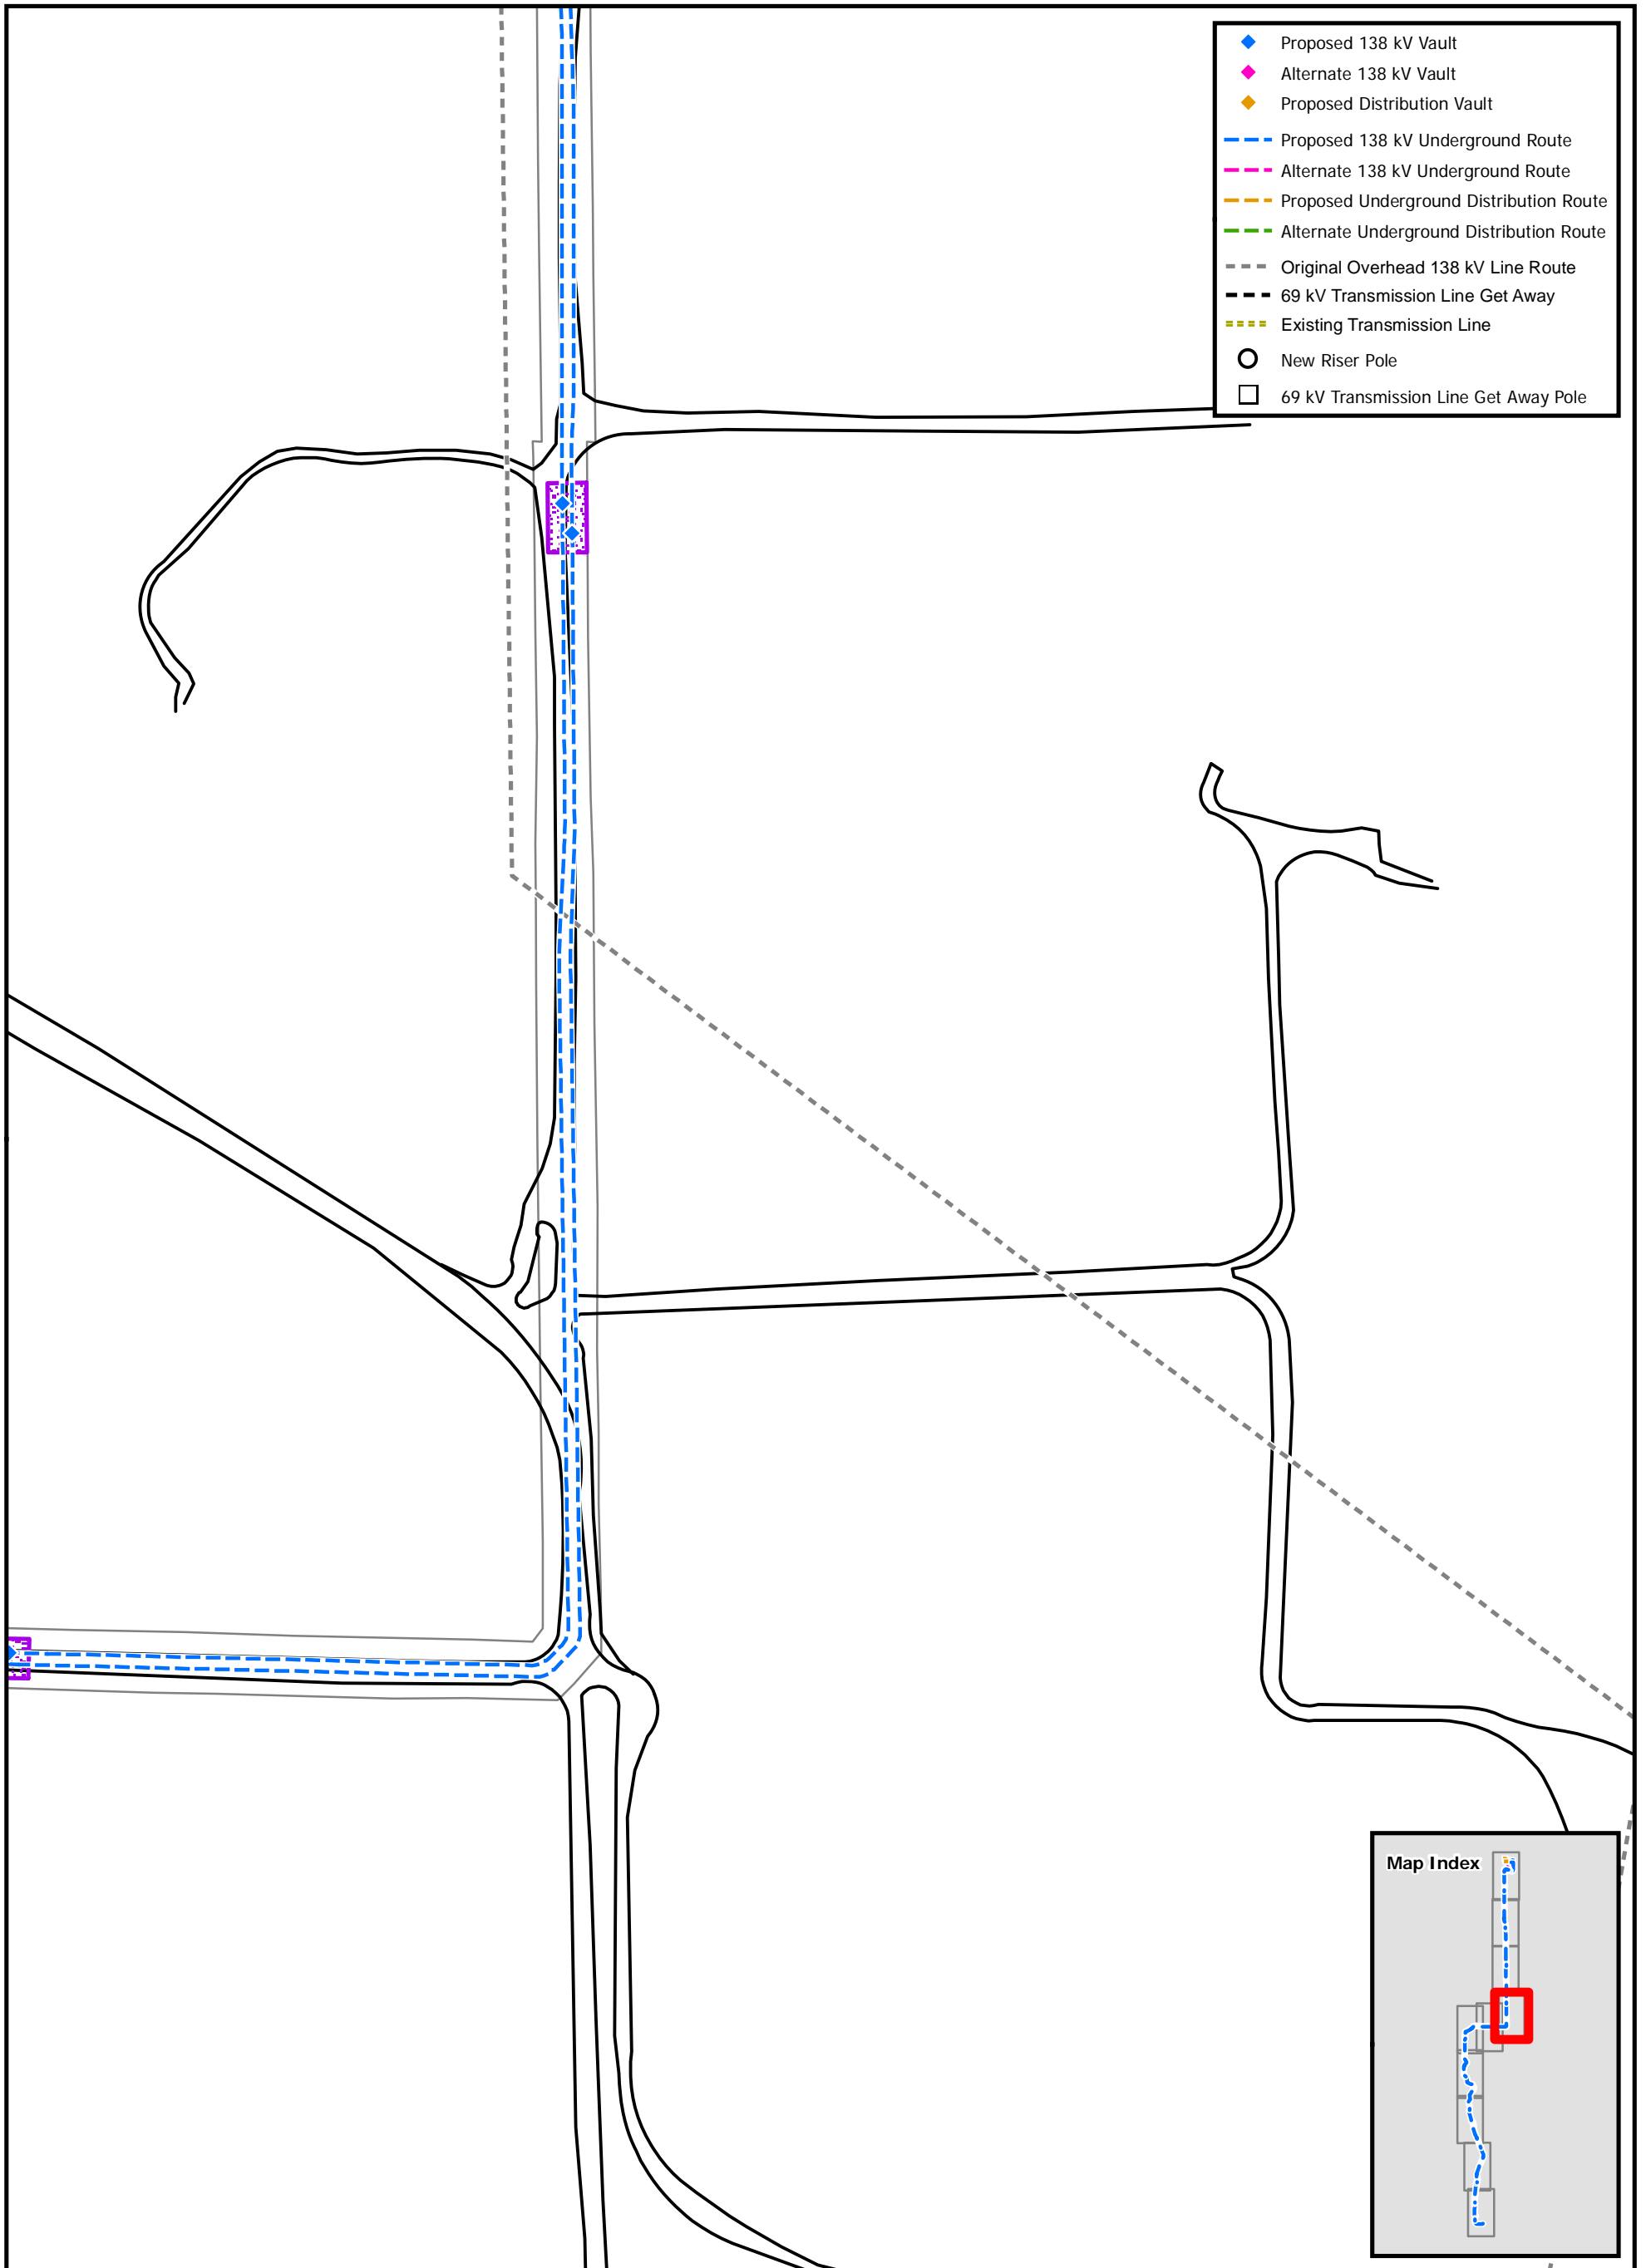 Proposed 138 kV Vault
Alternate 138 kV Vault
Proposed Distribution Vault
Proposed 138 kV Underground Route
Alternate 138 kV Underground Route
Proposed Underground Distribution Route
Alternate Underground Distribution Route
Original Overhead 138 kV Line Route
69 kV Transmission Line Get Away
Existing Transmission Line
New Riser Pole
69 kV Transmission Line Get Away Pole
Map Index